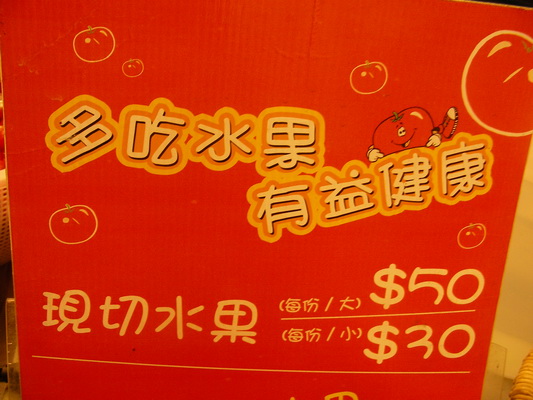 多吃水果
有益健康
現切水果
(每份/大) $50
(每份/小) $30